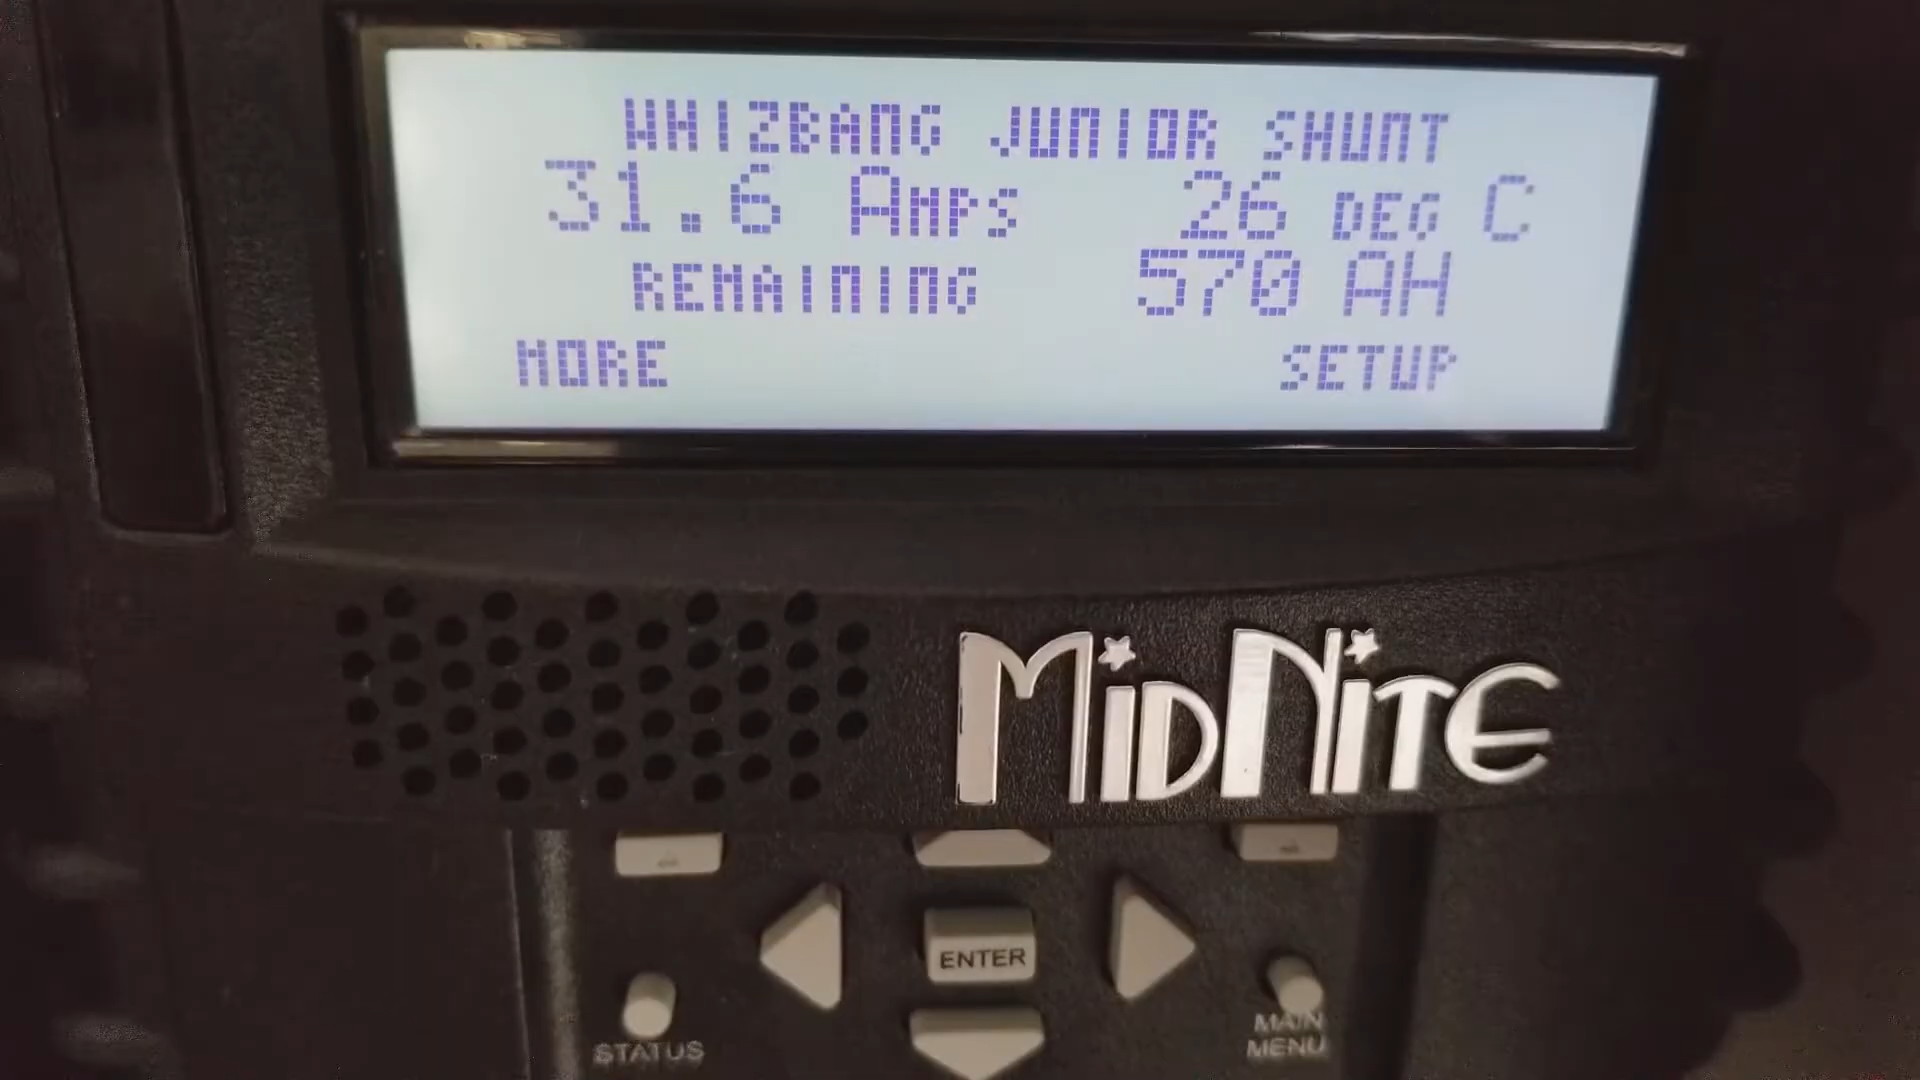 WHIZBANG JUNIOR SHUNT
31.6 AMPS 26 DEG C
REMAINING 570 AH
MORE SETUP
MIDNITE
ENTER
STATUS
MAIN
MENU